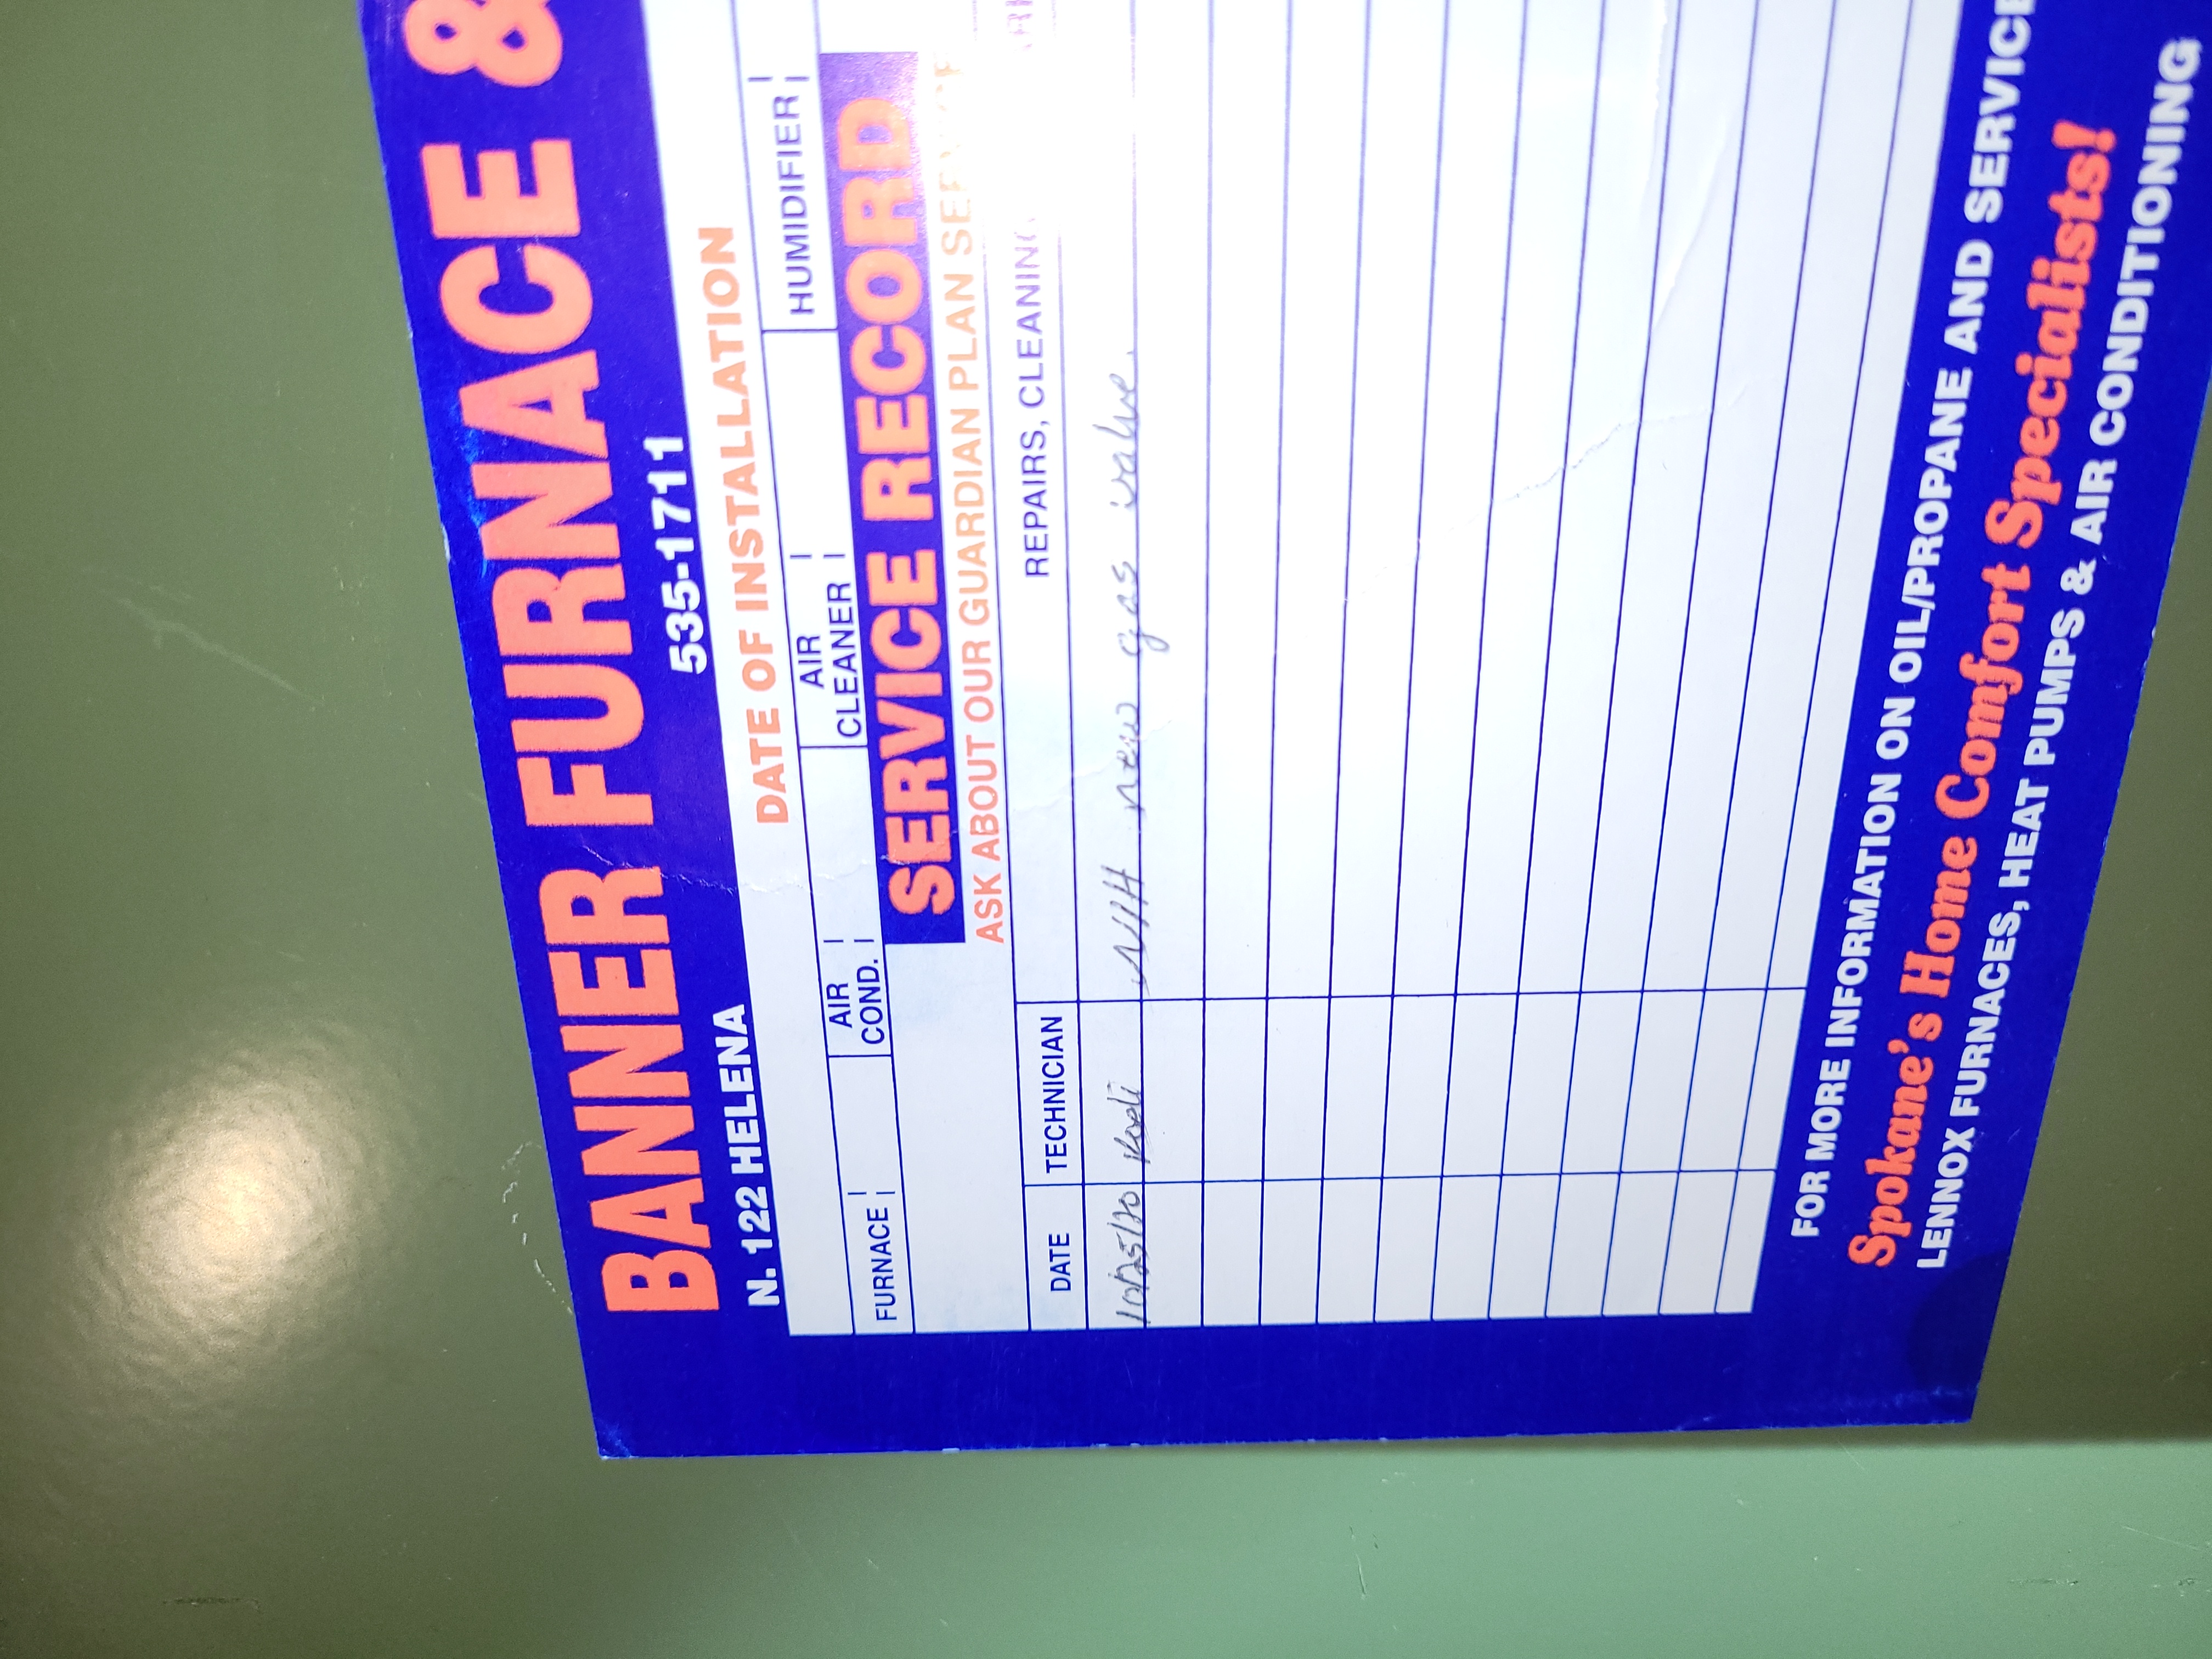 BANNER FURNACE &
N. 122 HELENA 535-1711
DATE OF INSTALLATION
FURNACE AIR COND. AIR CLEANER HUMIDIFIER
SERVICE RECORD
ASK ABOUT OUR GUARDIAN PLAN SERVICE
DATE TECHNICIAN REPAIRS, CLEANING
new gas valve.
FOR MORE INFORMATION ON OIL/PROPANE AND SERVICE
Spokane's Home Comfort Specialists!
LENNOX FURNACES, HEAT PUMPS & AIR CONDITIONING